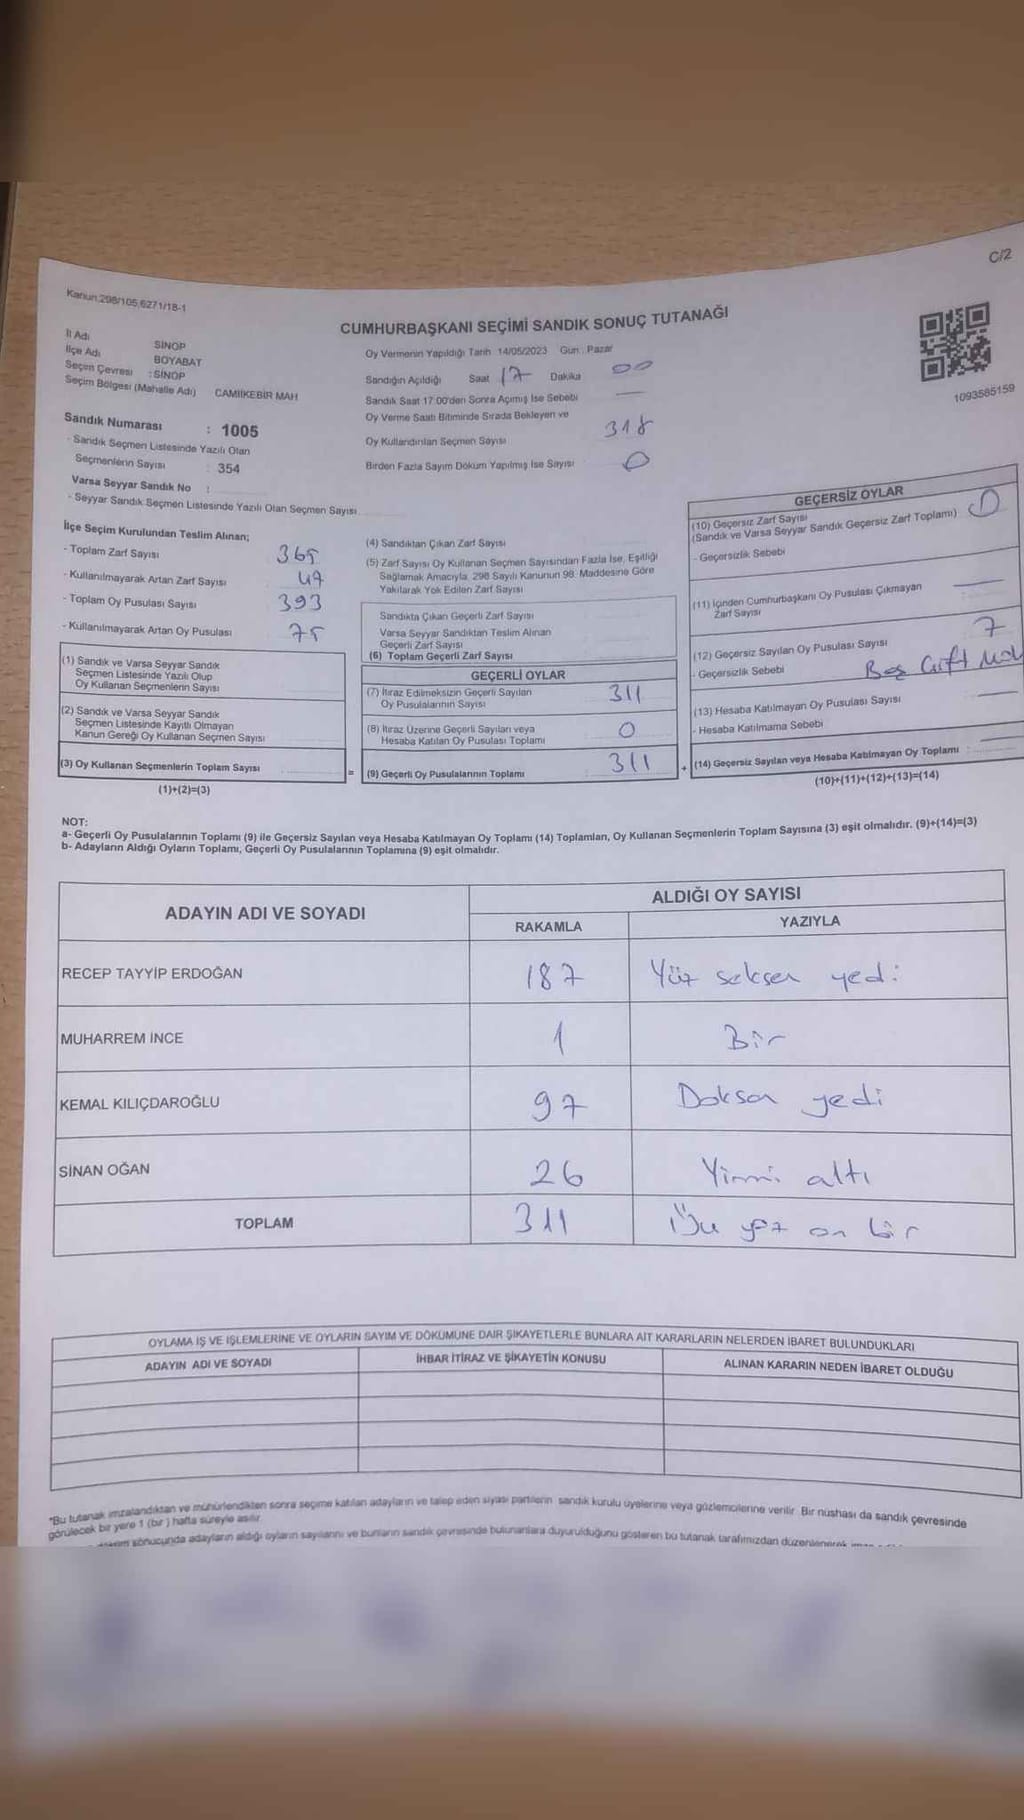 C/2
Kanun:298/105,6271/18-1
CUMHURBAŞKANI SEÇİMİ SANDIK SONUÇ TUTANAĞI
1093585159
İl Adı SİNOP
İlçe Adı BOYABAT
Seçim Çevresi : SİNOP
Seçim Bölgesi (Mahalle Adı) CAMİİKEBİR MAH
Sandık Numarası : 1005
- Sandık Seçmen Listesinde Yazılı Olan
Seçmenlerin Sayısı : 354
Varsa Seyyar Sandık No :
- Seyyar Sandık Seçmen Listesinde Yazılı Olan Seçmen Sayısı
Oy Vermenin Yapıldığı Tarih 14/05/2023 Gün : Pazar
Sandığın Açıldığı Saat 17 Dakika 00
Sandık Saat 17:00'den Sonra Açımış İse Sebebi —
Oy Verme Saati Bitiminde Sırada Bekleyen ve
Oy Kullandırılan Seçmen Sayısı 318
Birden Fazla Sayım Döküm Yapılmış İse Sayısı 0
İlçe Seçim Kurulundan Teslim Alınan;
- Toplam Zarf Sayısı 365
- Kullanılmayarak Artan Zarf Sayısı 47
- Toplam Oy Pusulası Sayısı 393
- Kullanılmayarak Artan Oy Pusulası 75
(1) Sandık ve Varsa Seyyar Sandık
Seçmen Listesinde Yazılı Olup
Oy Kullanan Seçmenlerin Sayısı
(2) Sandık ve Varsa Seyyar Sandık
Seçmen Listesinde Kayıtlı Olmayan
Kanun Gereği Oy Kullanan Seçmen Sayısı
(3) Oy Kullanan Seçmenlerin Toplam Sayısı
(1)+(2)=(3)
=
(4) Sandıktan Çıkan Zarf Sayısı
(5) Zarf Sayısı Oy Kullanan Seçmen Sayısından Fazla İse, Eşitliği
Sağlamak Amacıyla, 298 Sayılı Kanunun 98. Maddesine Göre
Yakılarak Yok Edilen Zarf Sayısı
Sandıkta Çıkan Geçerli Zarf Sayısı
Varsa Seyyar Sandıktan Teslim Alınan
Geçerli Zarf Sayısı
(6) Toplam Geçerli Zarf Sayısı
GEÇERLİ OYLAR
(7) İtiraz Edilmeksizin Geçerli Sayılan
Oy Pusulalarının Sayısı 311
(8) İtiraz Üzerine Geçerli Sayılan veya
Hesaba Katılan Oy Pusulası Toplamı 0
(9) Geçerli Oy Pusulalarının Toplamı 311
+
GEÇERSİZ OYLAR
(10) Geçersiz Zarf Sayısı
(Sandık ve Varsa Seyyar Sandık Geçersiz Zarf Toplamı) 0
- Geçersizlik Sebebi
(11) İçinden Cumhurbaşkanı Oy Pusulası Çıkmayan
Zarf Sayısı —
(12) Geçersiz Sayılan Oy Pusulası Sayısı 7
- Geçersizlik Sebebi Boş Çift
(13) Hesaba Katılmayan Oy Pusulası Sayısı —
- Hesaba Katılmama Sebebi
(14) Geçersiz Sayılan veya Hesaba Katılmayan Oy Toplamı : —
(10)+(11)+(12)+(13)=(14)
NOT:
a- Geçerli Oy Pusulalarının Toplamı (9) ile Geçersiz Sayılan veya Hesaba Katılmayan Oy Toplamı (14) Toplamları, Oy Kullanan Seçmenlerin Toplam Sayısına (3) eşit olmalıdır. (9)+(14)=(3)
b- Adayların Aldığı Oyların Toplamı, Geçerli Oy Pusulalarının Toplamına (9) eşit olmalıdır.
ADAYIN ADI VE SOYADI ALDIĞI OY SAYISI
RAKAMLA YAZIYLA
RECEP TAYYİP ERDOĞAN 187 Yüz seksen yedi
MUHARREM İNCE 1 Bir
KEMAL KILIÇDAROĞLU 97 Doksan yedi
SİNAN OĞAN 26 Yirmi altı
TOPLAM 311 Üç yüz on bir
OYLAMA İŞ VE İŞLEMLERİNE VE OYLARIN SAYIM VE DÖKÜMÜNE DAİR ŞİKAYETLERLE BUNLARA AİT KARARLARIN NELERDEN İBARET BULUNDUKLARI
ADAYIN ADI VE SOYADI İHBAR İTİRAZ VE ŞİKAYETİN KONUSU ALINAN KARARIN NEDEN İBARET OLDUĞU
*Bu tutanak imzalandıktan ve mühürlendikten sonra seçime katılan adayların ve talep eden siyasi partilerin sandık kurulu üyelerine veya gözlemcilerine verilir. Bir nüshası da sandık çevresinde
görülecek bir yere 1 (bir) hafta süreyle asılır.
sonucunda adayların aldığı oyların sayılarını ve bunların sandık çevresinde bulunanlara duyurulduğunu gösteren bu tutanak tarafımızdan düzenlenerek